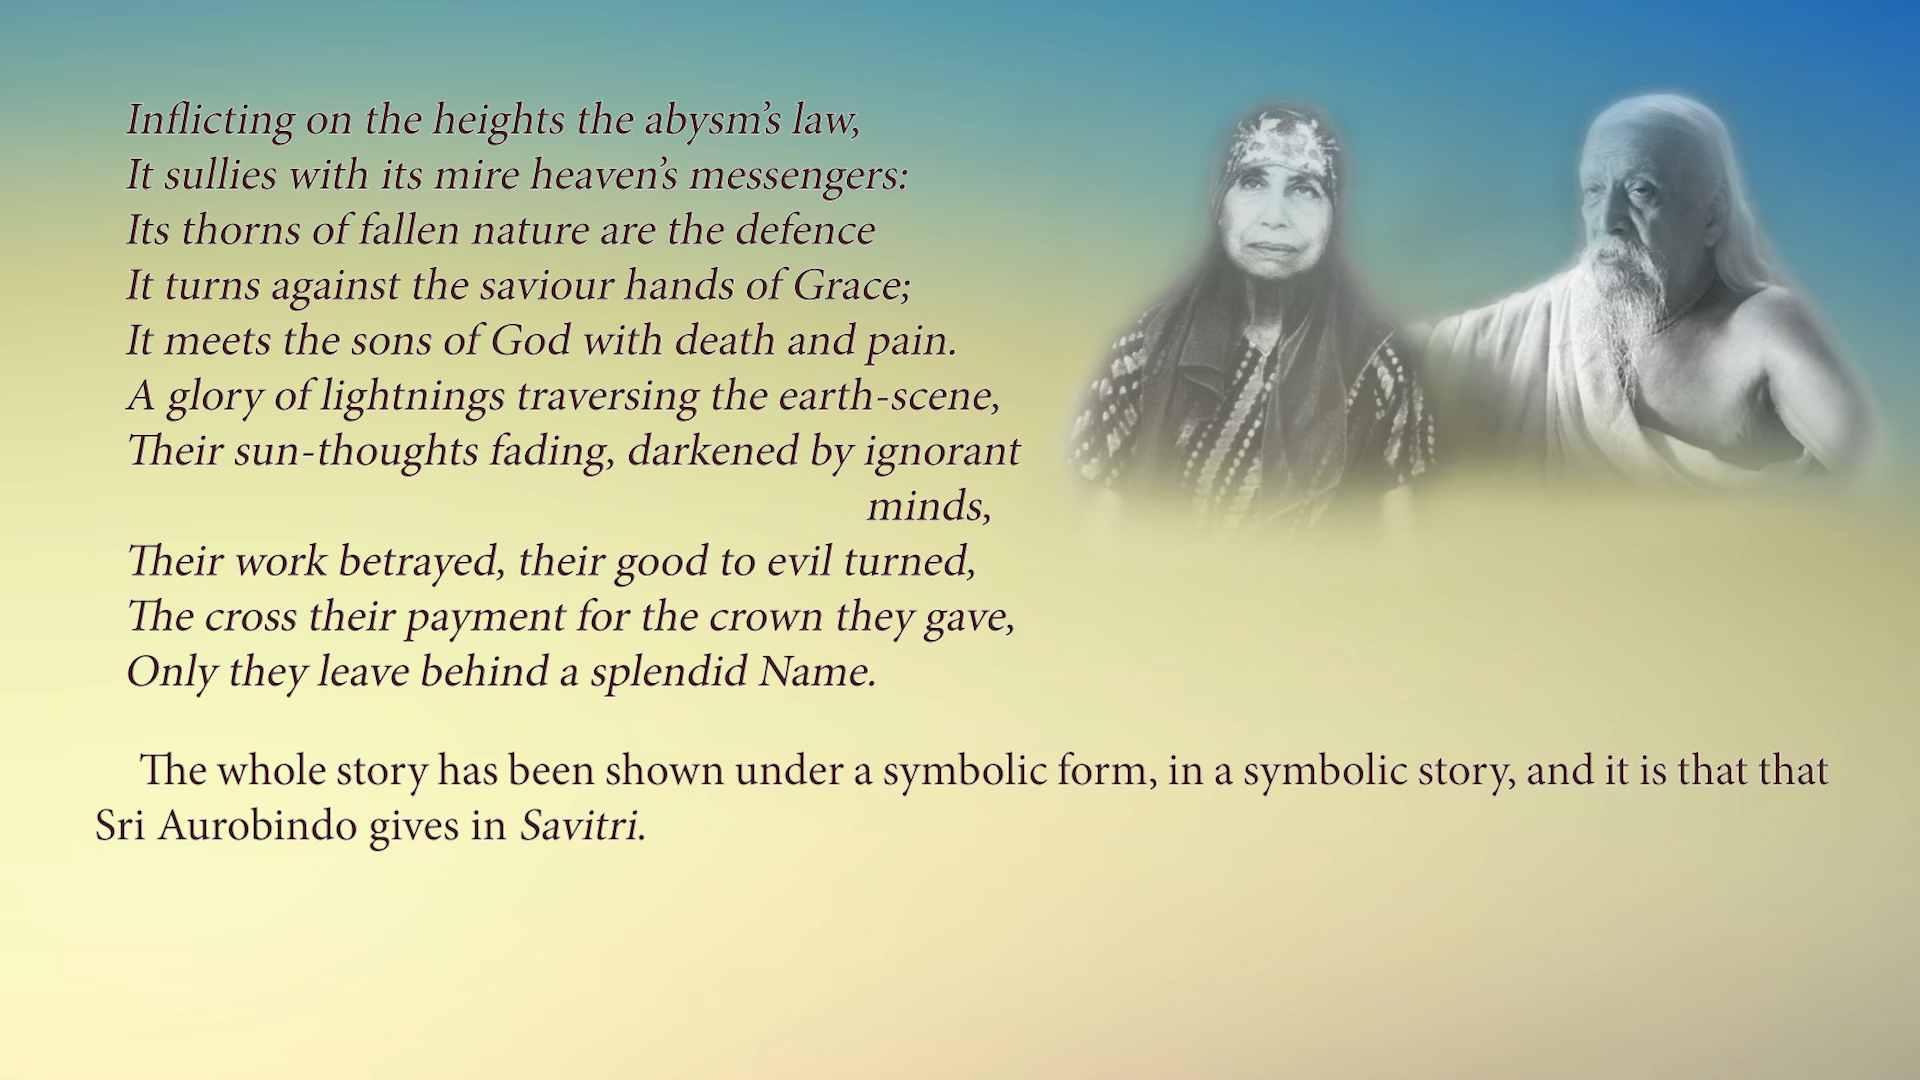 Inflicting on the heights the abysm’s law,
It sullies with its mire heaven’s messengers:
Its thorns of fallen nature are the defence
It turns against the saviour hands of Grace;
It meets the sons of God with death and pain.
A glory of lightnings traversing the earth-scene,
Their sun-thoughts fading, darkened by ignorant
minds,
Their work betrayed, their good to evil turned,
The cross their payment for the crown they gave,
Only they leave behind a splendid Name.
The whole story has been shown under a symbolic form, in a symbolic story, and it is that that
Sri Aurobindo gives in Savitri.